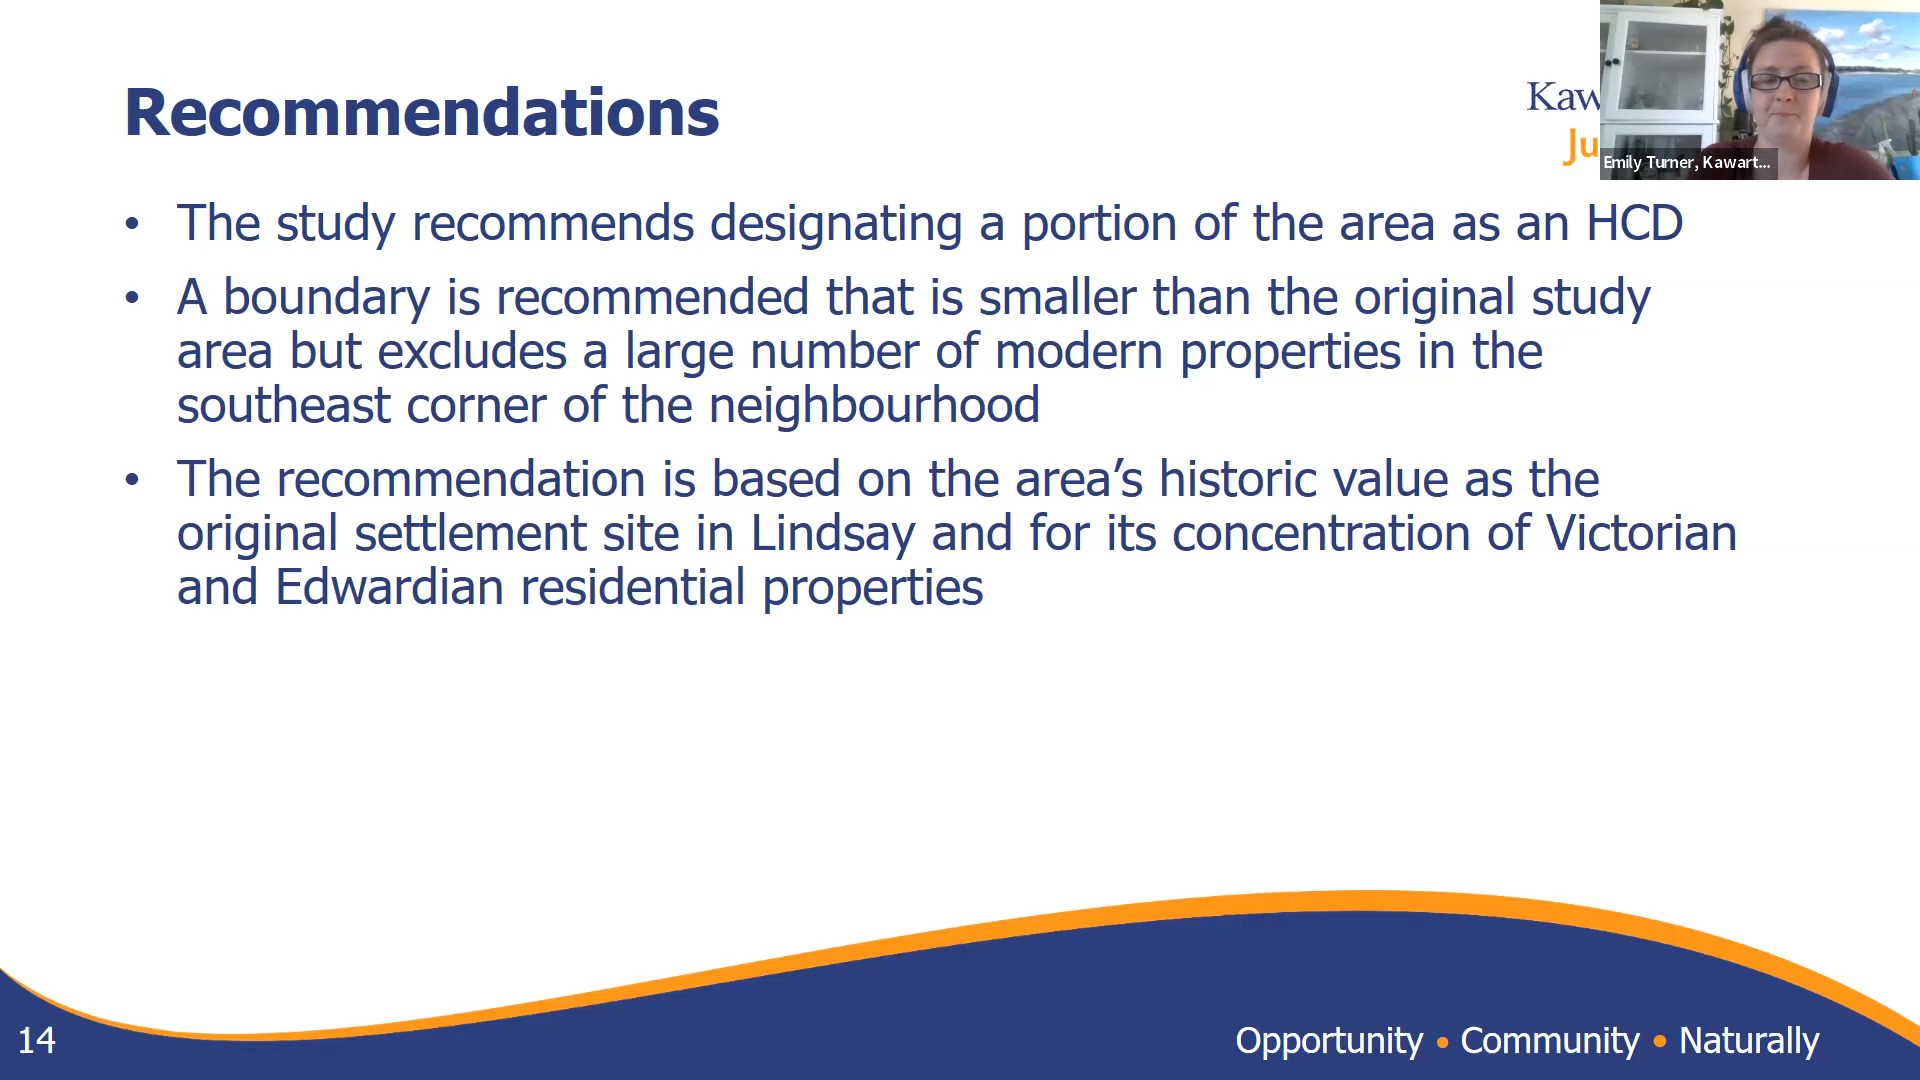 Recommendations
Kaw
Ju
Emily Turner, Kawart...
• The study recommends designating a portion of the area as an HCD
• A boundary is recommended that is smaller than the original study
area but excludes a large number of modern properties in the
southeast corner of the neighbourhood
• The recommendation is based on the area’s historic value as the
original settlement site in Lindsay and for its concentration of Victorian
and Edwardian residential properties
14
Opportunity • Community • Naturally